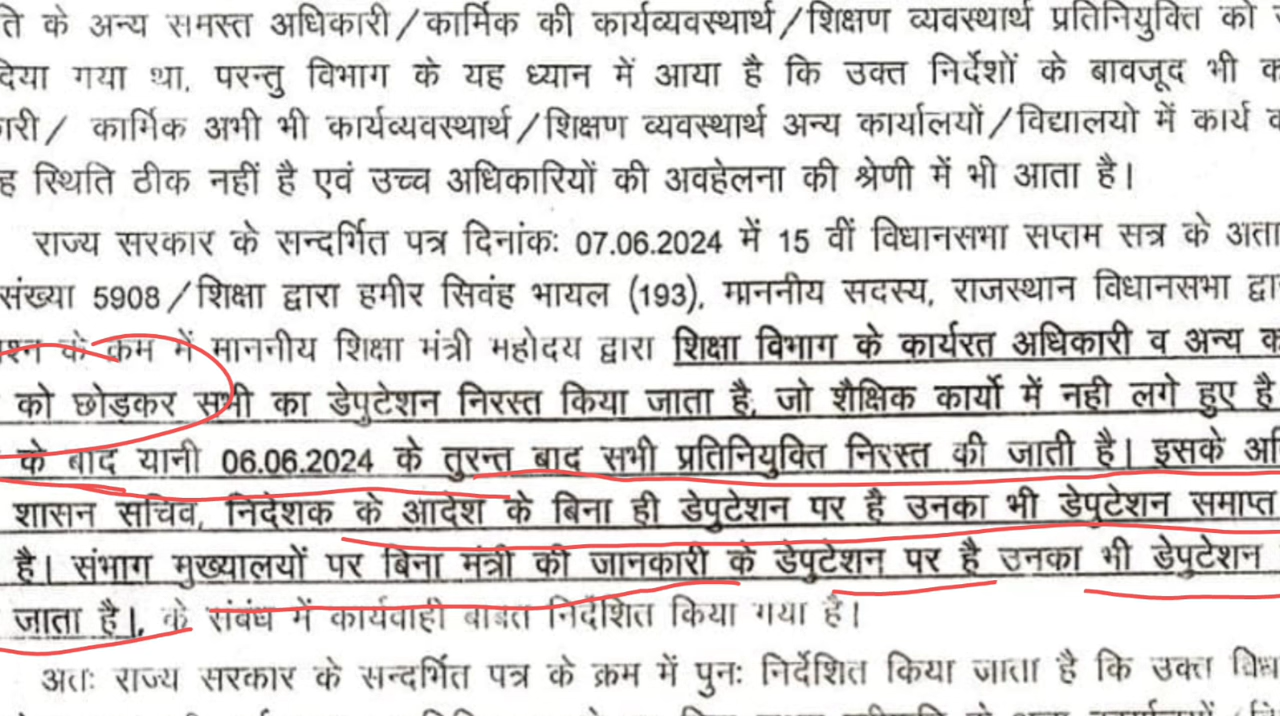 ति के अन्य समस्त अधिकारी/कार्मिक की कार्यव्यवस्थार्थ/शिक्षण व्यवस्थार्थ प्रतिनियुक्ति को
दिया गया था, परन्तु विभाग के यह ध्यान में आया है कि उक्त निर्देशों के बावजूद भी
ारी/ कार्मिक अभी भी कार्यव्यवस्थार्थ/शिक्षण व्यवस्थार्थ अन्य कार्यालयों/विद्यालयो में कार्य
ह स्थिति ठीक नहीं है एवं उच्च अधिकारियों की अवहेलना की श्रेणी में भी आता है।
राज्य सरकार के सन्दर्भित पत्र दिनांकः 07.06.2024 में 15 वीं विधानसभा सप्तम सत्र के अता
संख्या 5908/शिक्षा द्वारा हमीर सिवंह भायल (193), माननीय सदस्य, राजस्थान विधानसभा द्वा
श्न के कम में माननीय शिक्षा मंत्री महोदय द्वारा शिक्षा विभाग के कार्यरत अधिकारी व अन्य क
को छोड़कर सभी का डेपुटेशन निरस्त किया जाता है, जो शैक्षिक कार्यो में नही लगे हुए है
के बाद यानी 06.06.2024 के तुरन्त बाद सभी प्रतिनियुक्ति निरस्त की जाती है। इसके अ
शासन सचिव, निदेशक के आदेश के बिना ही डेपुटेशन पर है उनका भी डेपुटेशन समाप्त
है। संभाग मुख्यालयों पर बिना मंत्री की जानकारी के डेपुटेशन पर है उनका भी डेपुटेशन
जाता है।, के संबंध में कार्यवाही बाबत निर्देशित किया गया है।
अतः राज्य सरकार के सन्दर्भित पत्र के क्रम में पुनः निर्देशित किया जाता है कि उक्त